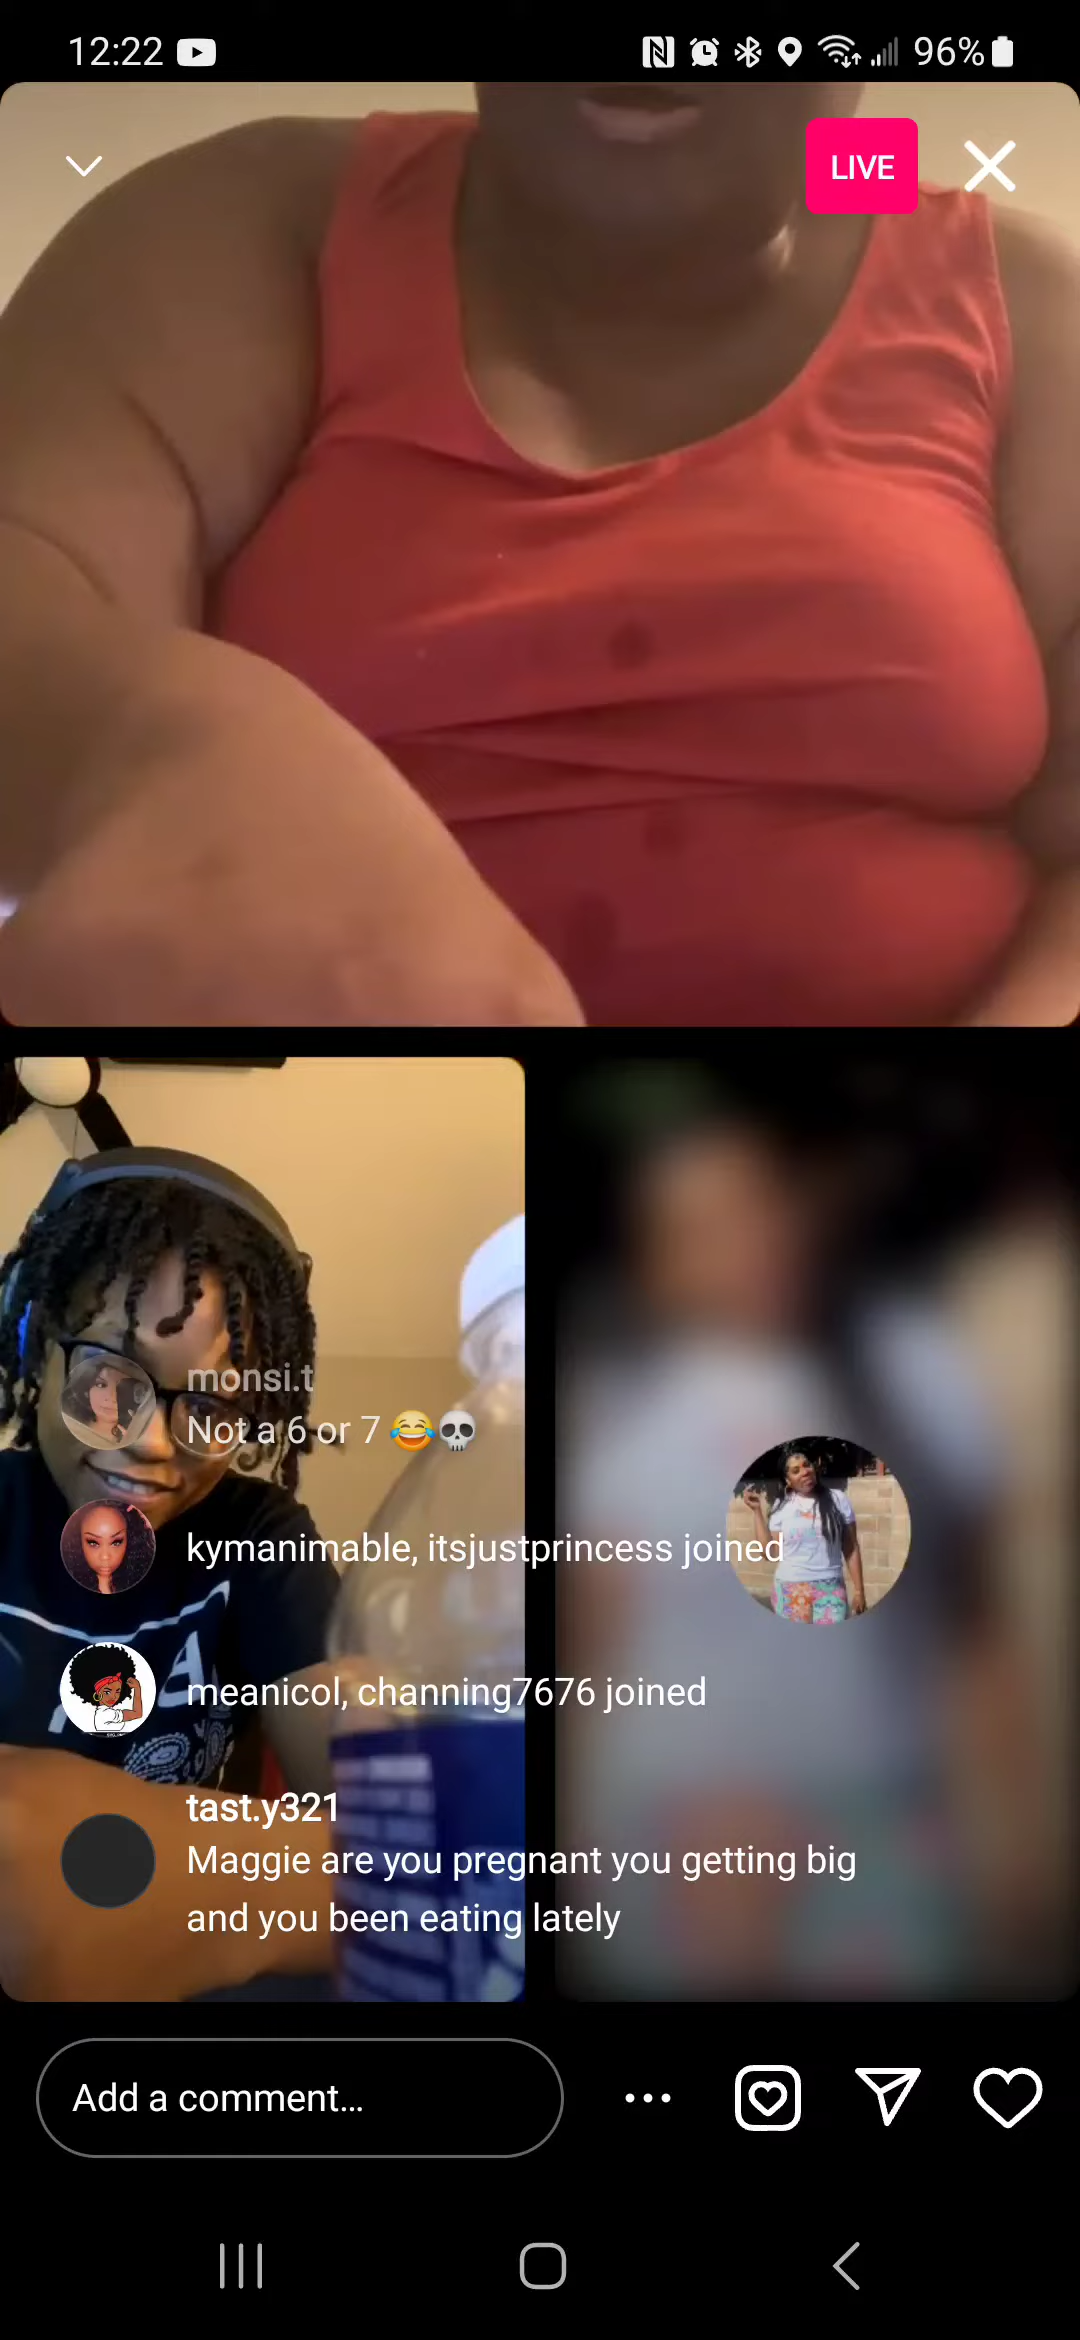 12:22
96%
LIVE
monsi.t
Not a 6 or 7 😂💀
kymanimable, itsjustprincess joined
meanicol, channing7676 joined
tast.y321
Maggie are you pregnant you getting big
and you been eating lately
Add a comment...